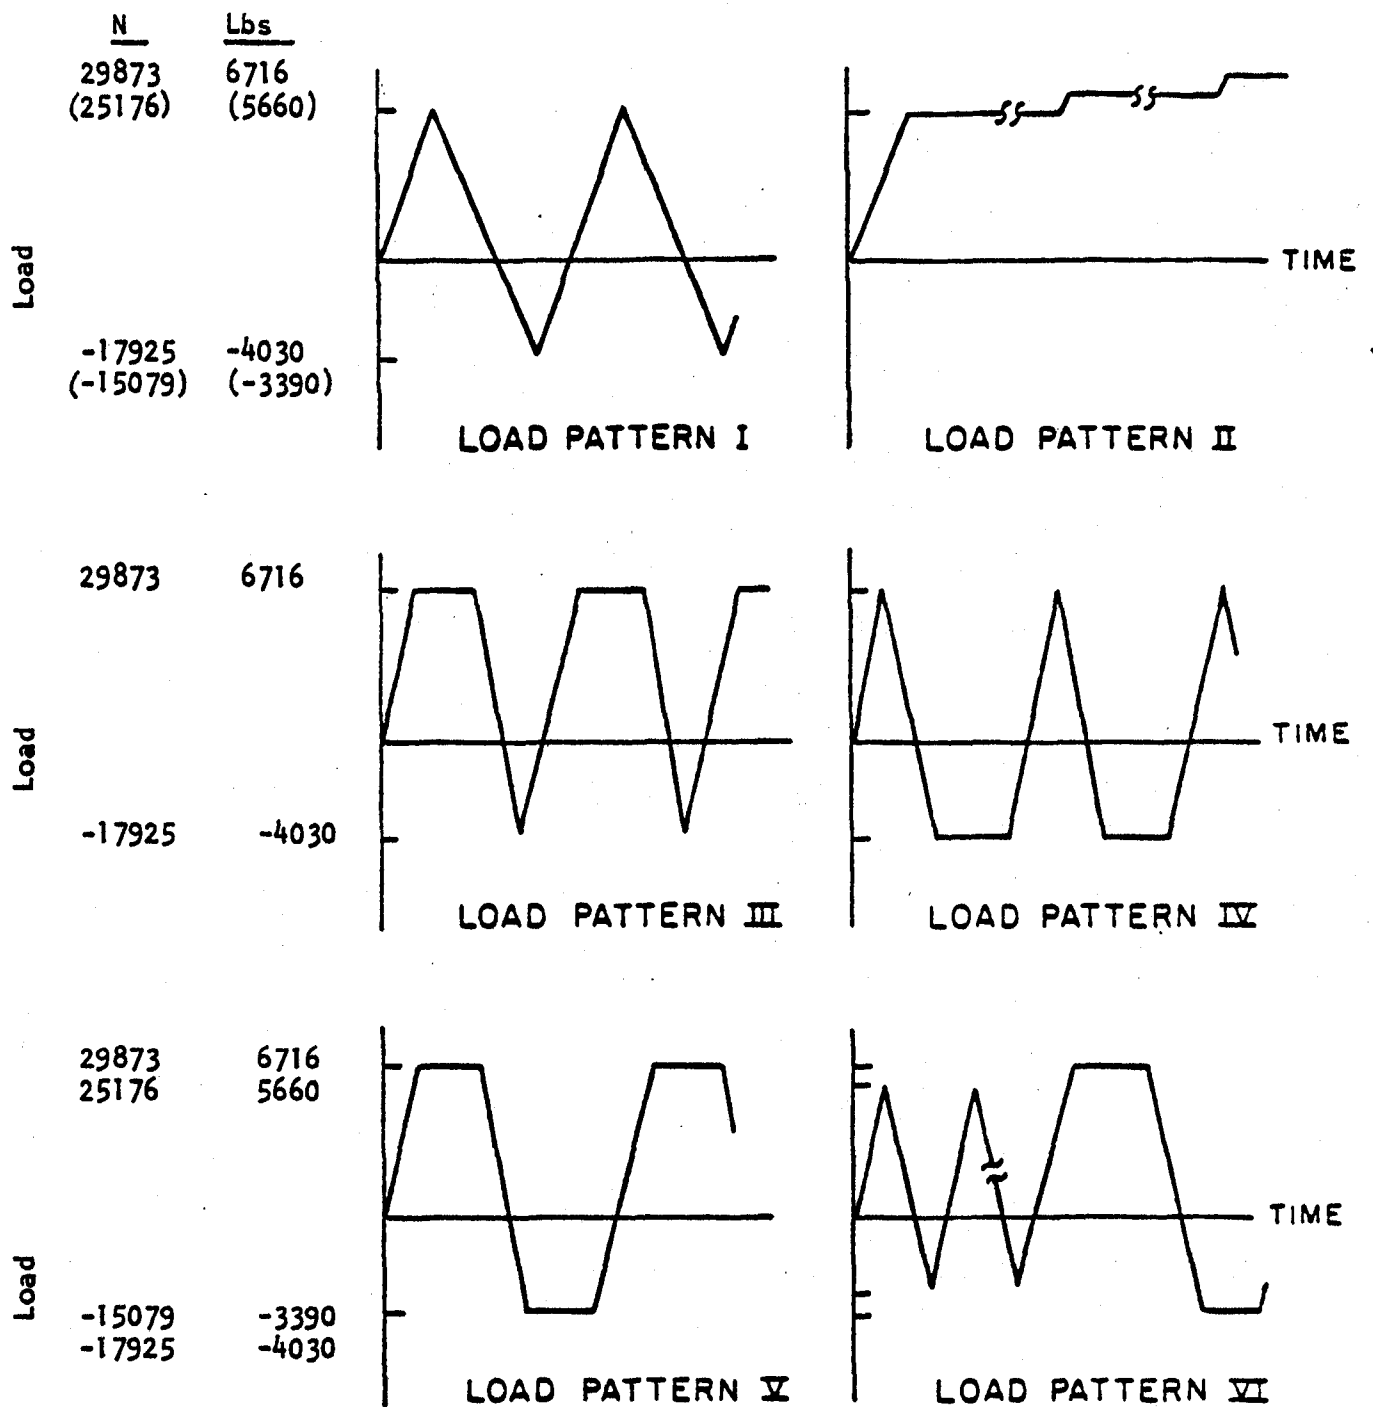 N Lbs
29873 6716
(25176) (5660)
Load
TIME
-17925 -4030
(-15079) (-3390)
LOAD PATTERN I LOAD PATTERN II
29873 6716
Load
TIME
-17925 -4030
LOAD PATTERN III LOAD PATTERN IV
29873 6716
25176 5660
TIME
Load
-15079 -3390
-17925 -4030
LOAD PATTERN V LOAD PATTERN VI